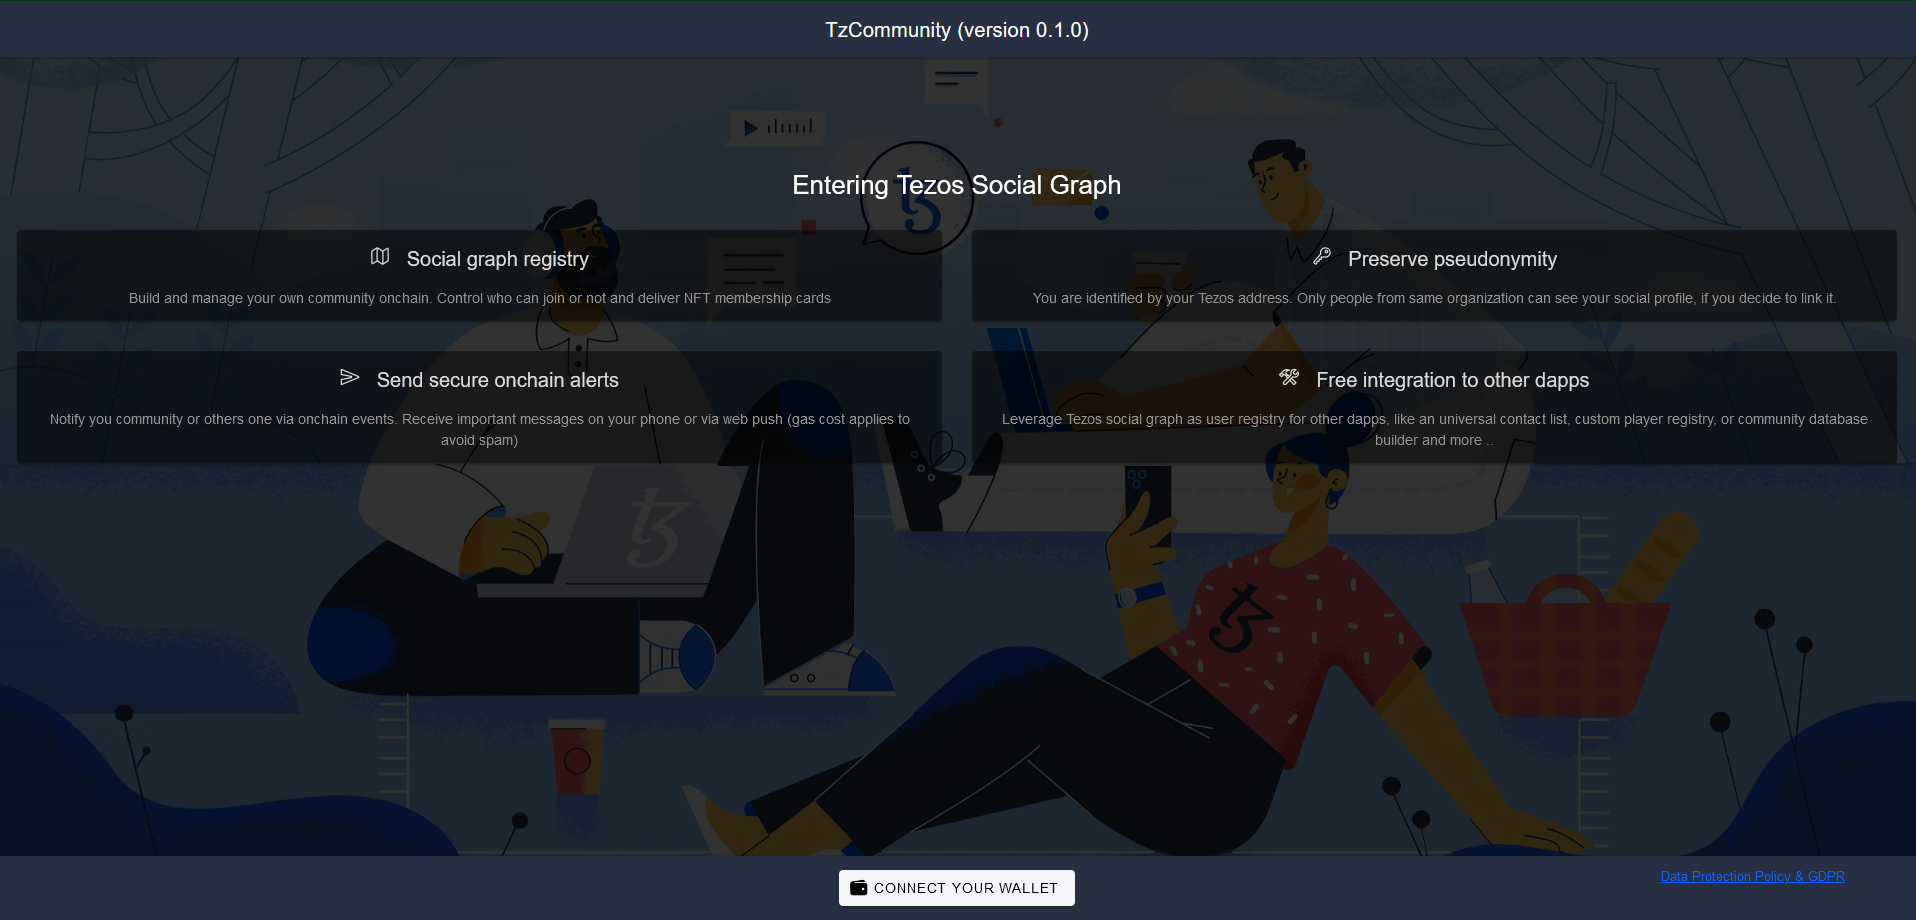 TzCommunity (version 0.1.0)
Entering Tezos Social Graph
Social graph registry
Build and manage your own community onchain. Control who can join or not and deliver NFT membership cards
Preserve pseudonymity
You are identified by your Tezos address. Only people from same organization can see your social profile, if you decide to link it.
Send secure onchain alerts
Notify you community or others one via onchain events. Receive important messages on your phone or via web push (gas cost applies to
avoid spam)
Free integration to other dapps
Leverage Tezos social graph as user registry for other dapps, like an universal contact list, custom player registry, or community database
builder and more ..
CONNECT YOUR WALLET
Data Protection Policy & GDPR